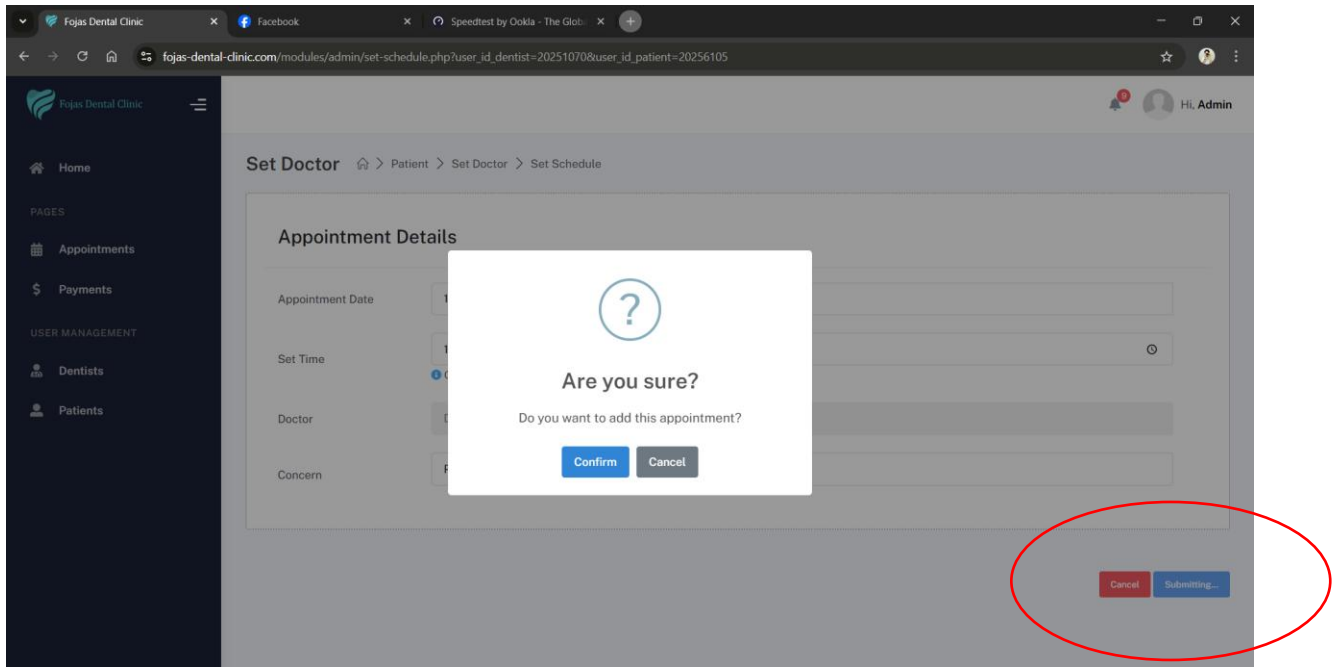 Fojas Dental Clinic
Facebook
Speedtest by Ookla - The Glob
fojas-dental-clinic.com/modules/admin/set-schedule.php?user_id_dentist=20251070&user_id_patient=20256105
Fojas Dental Clinic
9
Hi, Admin
Home
PAGES
Appointments
Payments
USER MANAGEMENT
Dentists
Patients
Set Doctor > Patient > Set Doctor > Set Schedule
Appointment Details
Appointment Date
Set Time
Doctor
Concern
?
Are you sure?
Do you want to add this appointment?
Confirm Cancel
Cancel Submitting...